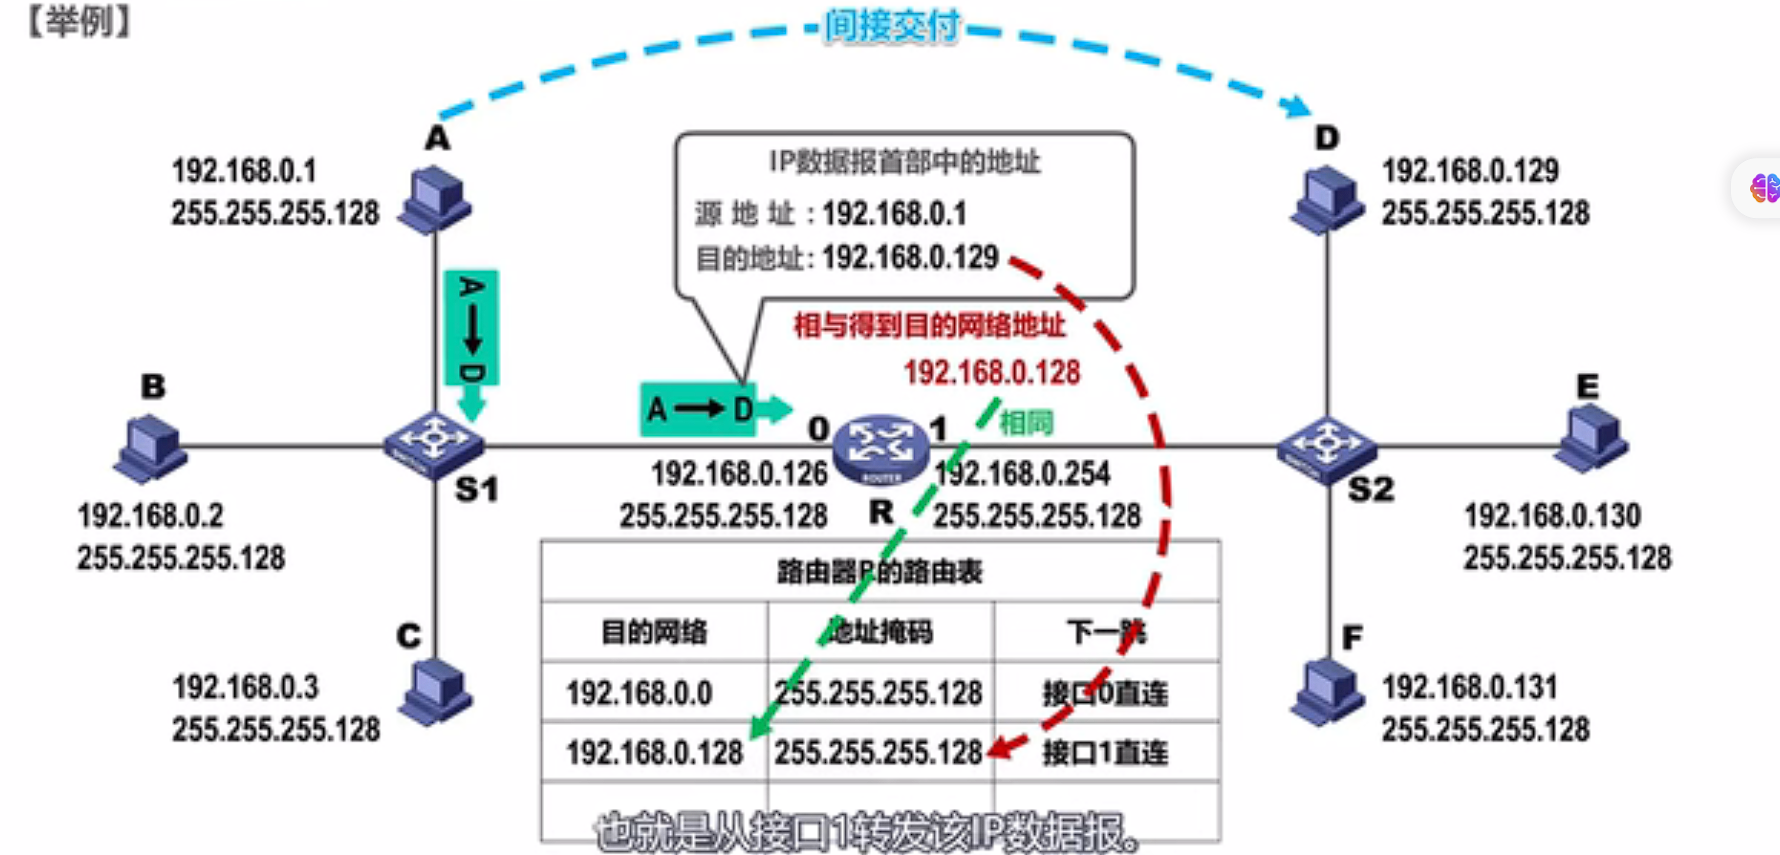 【举例】
间接交付
A
192.168.0.1
255.255.255.128
D
192.168.0.129
255.255.255.128
IP数据报首部中的地址
源地址：192.168.0.1
目的地址：192.168.0.129
相与得到目的网络地址
192.168.0.128
相同
A→D
A→D
B
192.168.0.2
255.255.255.128
SWITCH
S1
0
1
ROUTER
192.168.0.126
255.255.255.128
R
192.168.0.254
255.255.255.128
SWITCH
S2
E
192.168.0.130
255.255.255.128
C
192.168.0.3
255.255.255.128
F
192.168.0.131
255.255.255.128
路由器R的路由表
目的网络 地址掩码 下一跳
192.168.0.0 255.255.255.128 接口0直连
192.168.0.128 255.255.255.128 接口1直连
也就是从接口1转发该IP数据报。